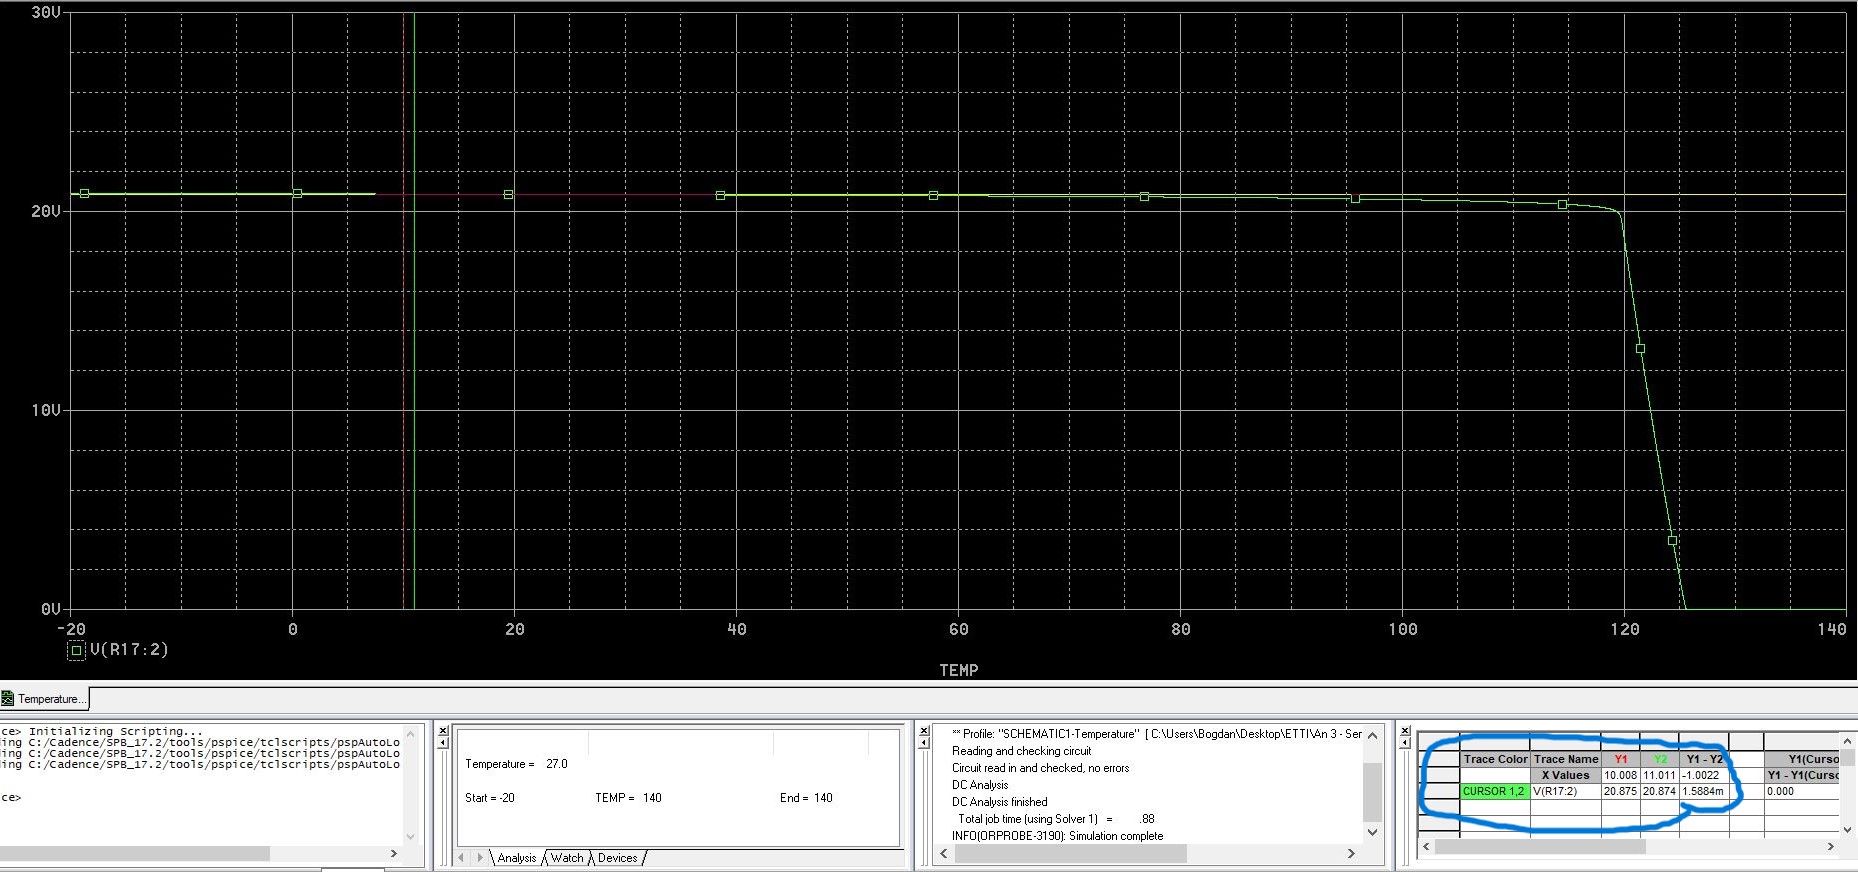 30V
20V
10V
0V
-20 0 20 40 60 80 100 120 140
V(R17:2)
TEMP
Temperature...
ce> Initializing Scripting...
ing C:/Cadence/SPB_17.2/tools/pspice/tclscripts/pspAutoLo
ing C:/Cadence/SPB_17.2/tools/pspice/tclscripts/pspAutoLo
ing C:/Cadence/SPB_17.2/tools/pspice/tclscripts/pspAutoLo
ce>
Temperature = 27.0
Start = -20 TEMP = 140 End = 140
Analysis Watch Devices
** Profile: "SCHEMATIC1-Temperature" [ C:\Users\Bogdan\Desktop\ETTI\An 3 - Ser
Reading and checking circuit
Circuit read in and checked, no errors
DC Analysis
DC Analysis finished
Total job time (using Solver 1) = .88
INFO(ORPROBE-3190): Simulation complete
Trace Color Trace Name Y1 Y2 Y1 - Y2 Y1(Curso
X Values 10.008 11.011 -1.0022 Y1 - Y1(Cursc
CURSOR 1,2 V(R17:2) 20.875 20.874 1.5884m 0.000